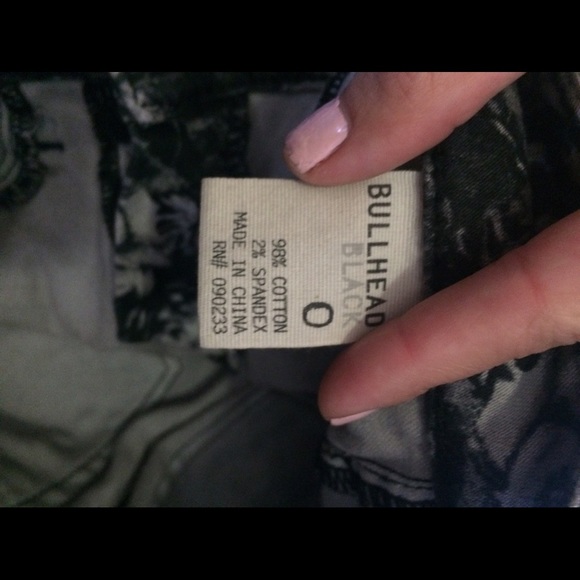 BULLHEAD
BLACK
0
98% COTTON
2% SPANDEX
MADE IN CHINA
RN# 090233